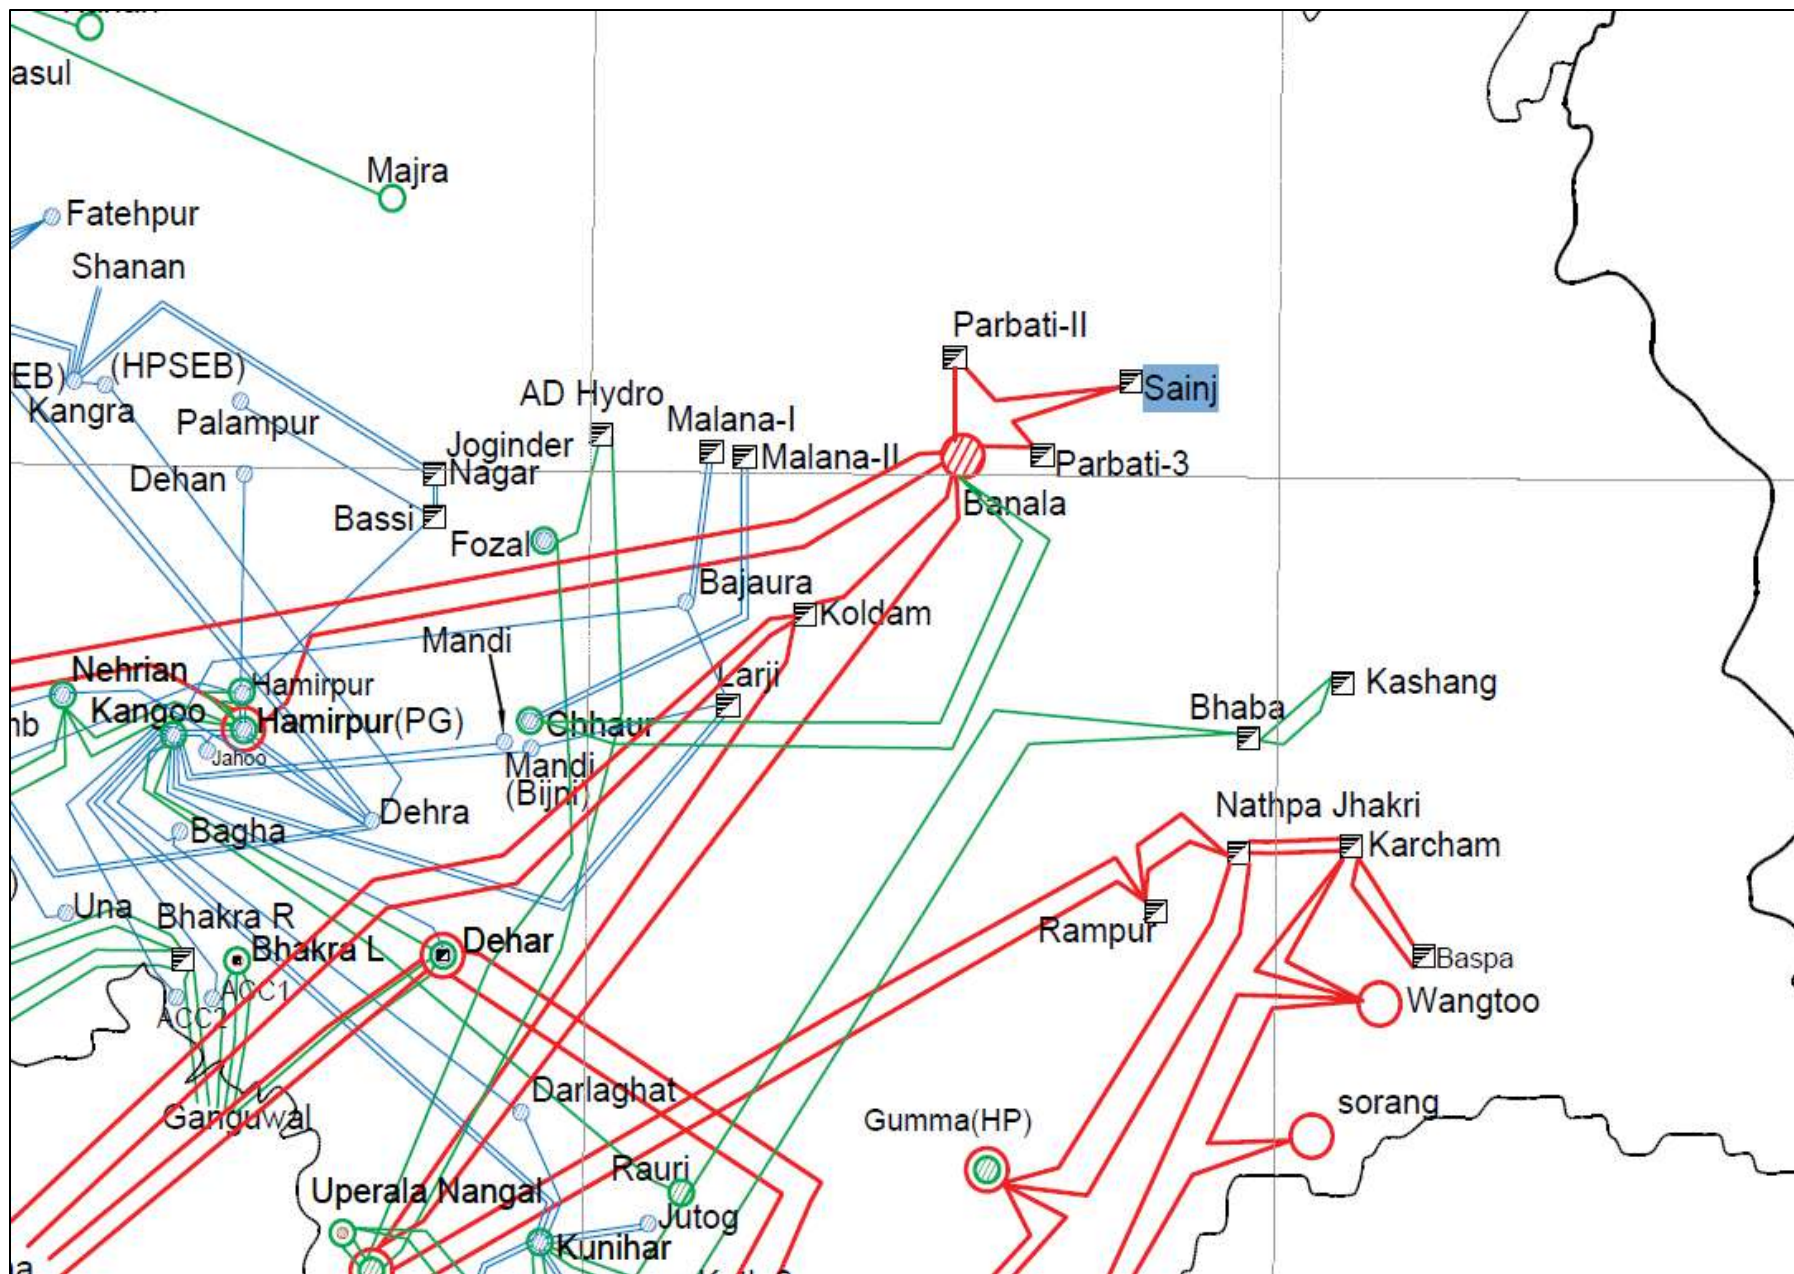 asul
Majra
Fatehpur
Shanan
Parbati-II
EB)
(HPSEB)
Kangra
Palampur
AD Hydro
Malana-I
Sainj
Joginder
Nagar
Malana-II
Parbati-3
Dehan
Bassi
Banala
Fozal
Bajaura
Koldam
Mandi
Nehrian
Hamirpur
Larji
Kashang
Kangoo
Hamirpur(PG)
Chhaur
Bhaba
Jahoo
Mandi
(Bijni)
Dehra
Bagha
Nathpa Jhakri
Karcham
Una
Bhakra R
Bhakra L
Dehar
Rampur
Baspa
ACC1
ACC2
Wangtoo
Ganguwal
Darlaghat
Gumma(HP)
sorang
Rauri
Uperala Nangal
Jutog
Kunihar